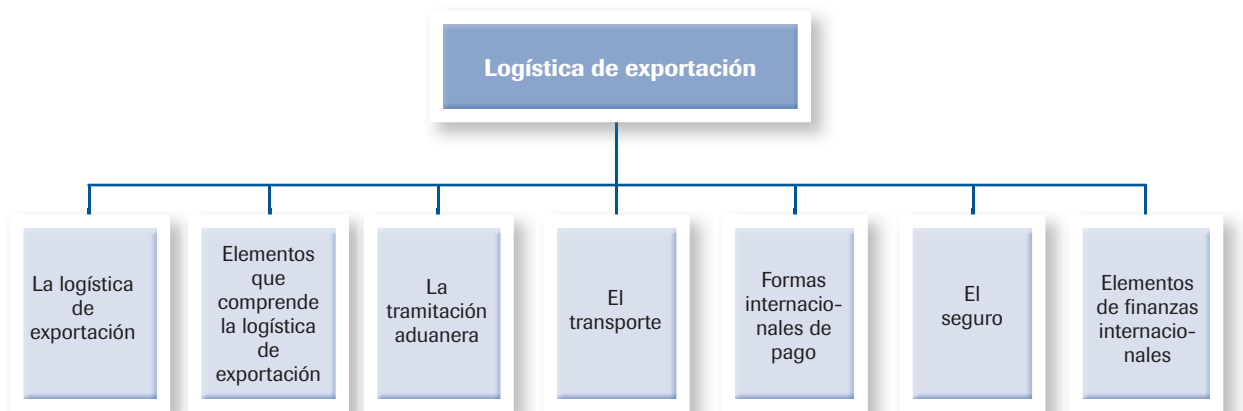 Logística de exportación
La logística
de
exportación
Elementos
que
comprende
la logística
de
exportación
La
tramitación
aduanera
El
transporte
Formas
internacio-
nales de
pago
El
seguro
Elementos
de finanzas
internacio-
nales